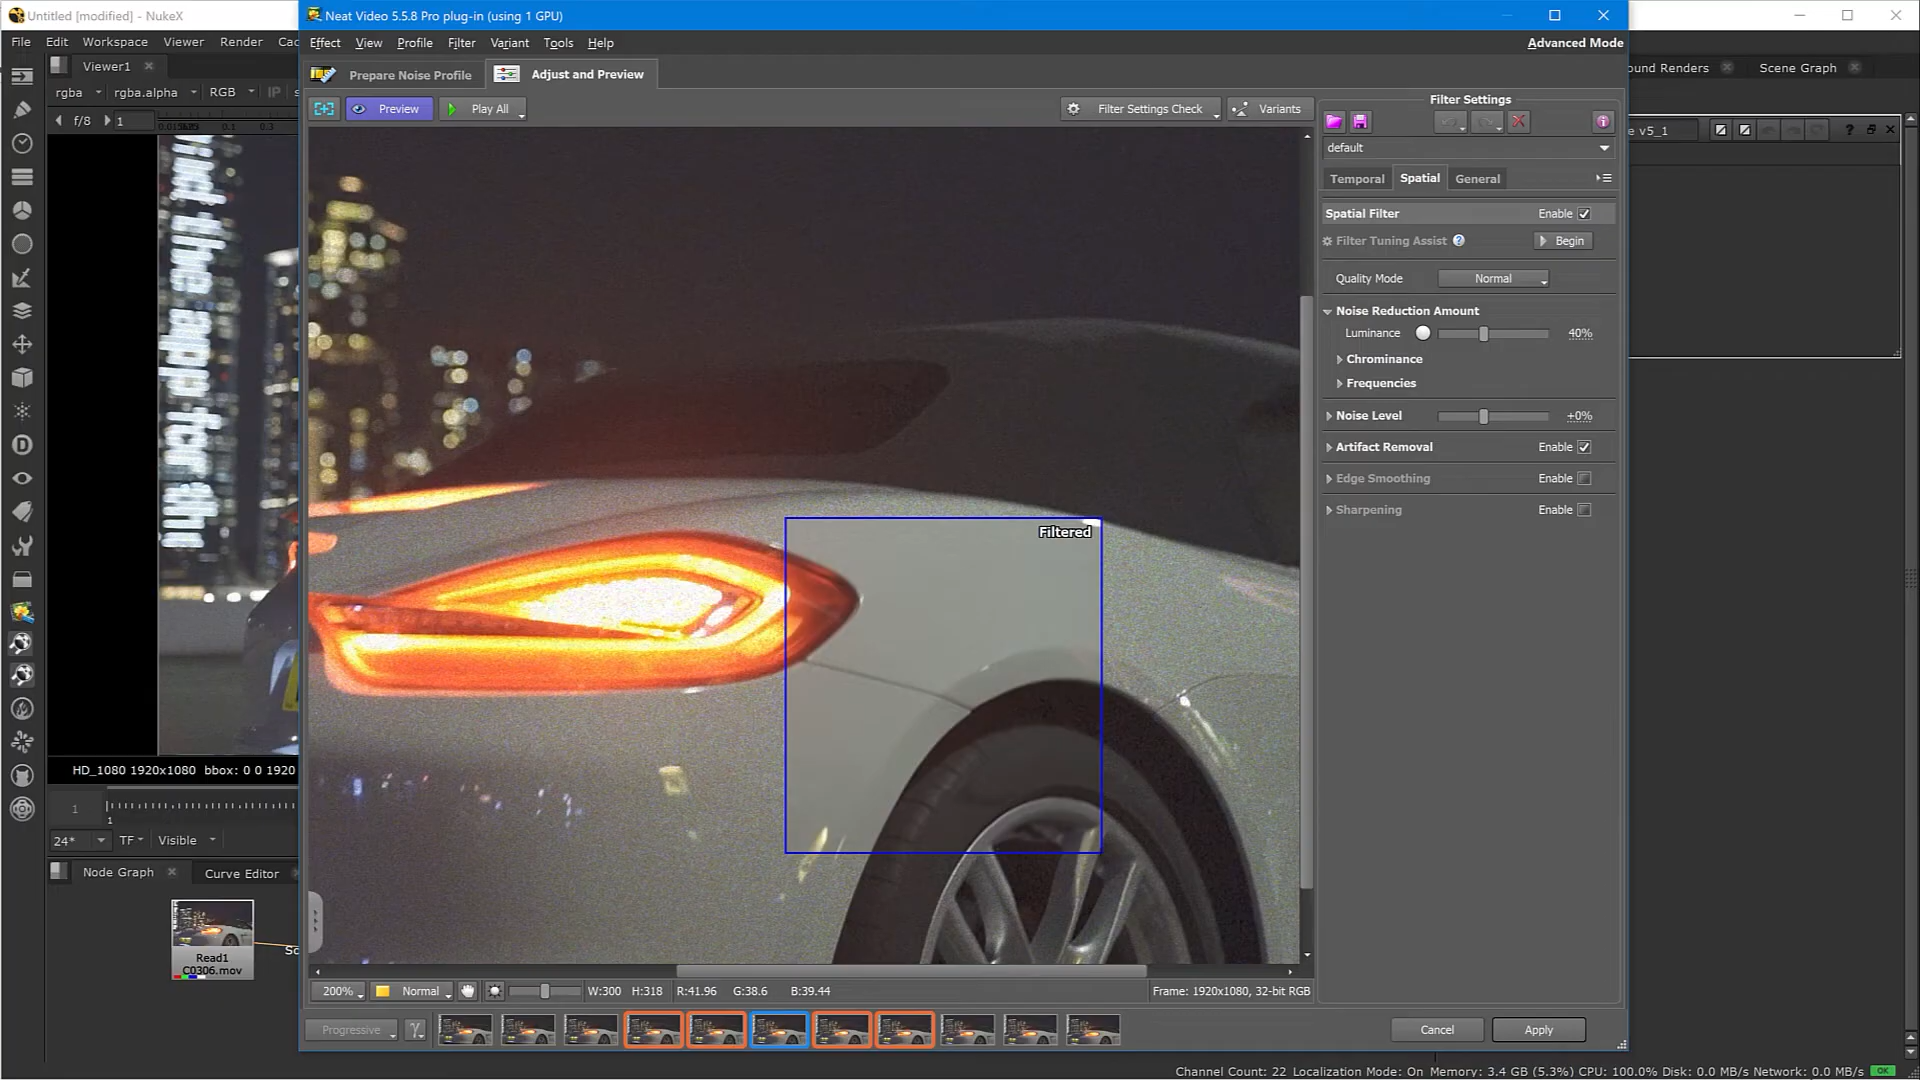 Untitled [modified] - NukeX
Neat Video 5.5.8 Pro plug-in (using 1 GPU)
File Edit Workspace Viewer Render
Effect View Profile Filter Variant Tools Help
Advanced Mode
Viewer1
Prepare Noise Profile
Adjust and Preview
Scene Graph
rgba rgba.alpha RGB IP
Preview
Play All
Filter Settings Check
Variants
Filter Settings
f/8 1
v5_1
default
Temporal Spatial General
Spatial Filter Enable
Filter Tuning Assist Begin
Quality Mode Normal
Noise Reduction Amount
Luminance 40%
Chrominance
Frequencies
Noise Level +0%
Artifact Removal Enable
Edge Smoothing Enable
Sharpening Enable
Filtered
HD_1080 1920x1080 bbox: 0 0 1920
1
1
24* TF Visible
Node Graph Curve Editor
Read1
C0306.mov
200% Normal W:300 H:318 R:41.96 G:38.6 B:39.44 Frame: 1920x1080, 32-bit RGB
Progressive
Cancel Apply
Channel Count: 22 Localization Mode: On Memory: 3.4 GB (5.3%) CPU: 100.0% Disk: 0.0 MB/s Network: 0.0 MB/s OK